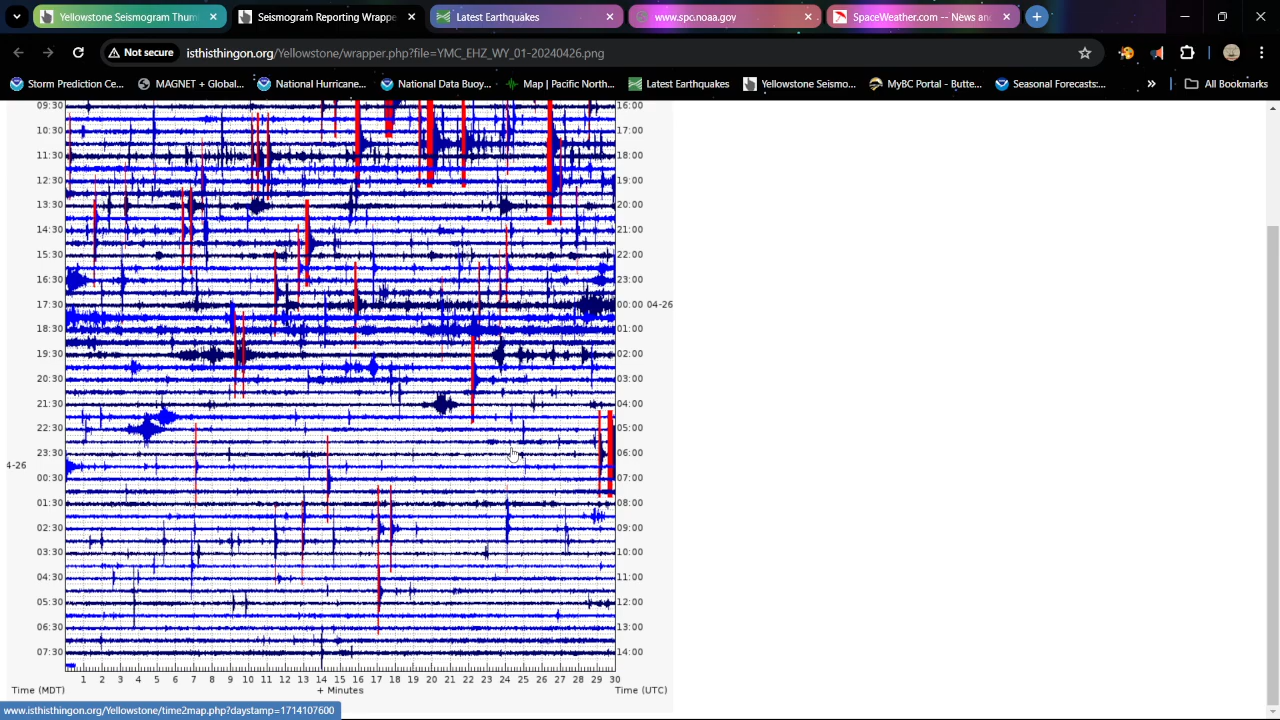 Yellowstone Seismogram Thum
Seismogram Reporting Wrappe
Latest Earthquakes
www.spc.noaa.gov
SpaceWeather.com -- News an
Not secure
isthisthingon.org/Yellowstone/wrapper.php?file=YMC_EHZ_WY_01-20240426.png
Storm Prediction Ce...
MAGNET + Global...
National Hurricane...
National Data Buoy...
Map | Pacific North...
Latest Earthquakes
Yellowstone Seismo...
MyBC Portal - Butle...
Seasonal Forecasts...
»
All Bookmarks
09:30 16:00
10:30 17:00
11:30 18:00
12:30 19:00
13:30 20:00
14:30 21:00
15:30 22:00
16:30 23:00
17:30 00:00 04-26
18:30 01:00
19:30 02:00
20:30 03:00
21:30 04:00
22:30 05:00
23:30 06:00
4-26
00:30 07:00
01:30 08:00
02:30 09:00
03:30 10:00
04:30 11:00
05:30 12:00
06:30 13:00
07:30 14:00
1 2 3 4 5 6 7 8 9 10 11 12 13 14 15 16 17 18 19 20 21 22 23 24 25 26 27 28 29 30
Time (MDT) + Minutes Time (UTC)
www.isthisthingon.org/Yellowstone/time2map.php?daystamp=1714107600